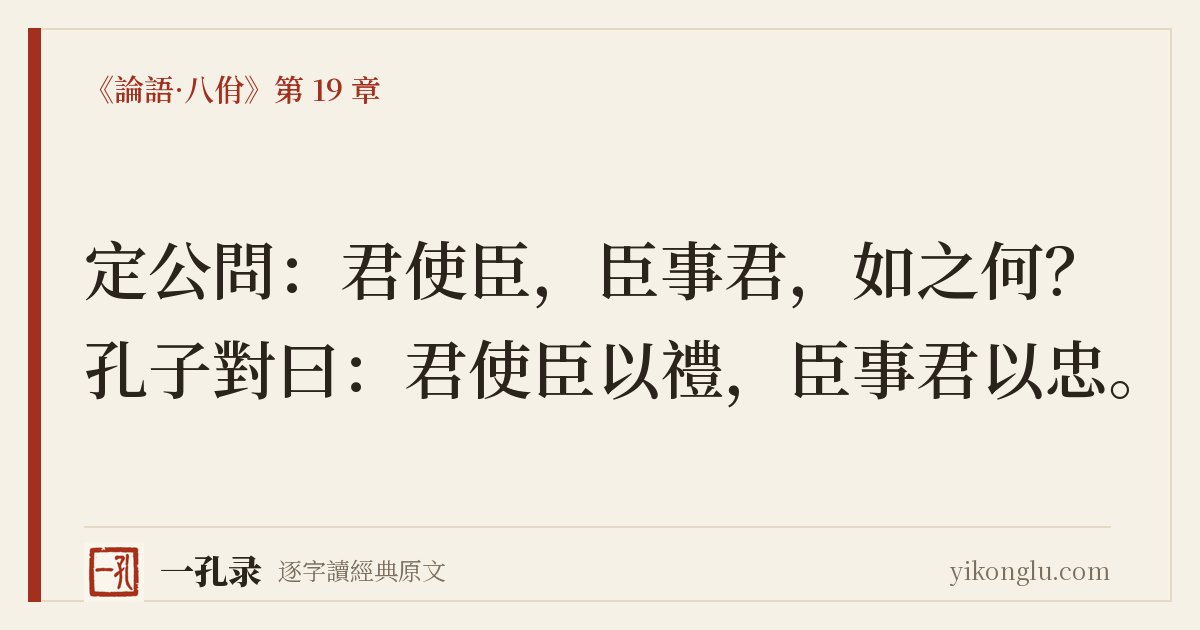 《論語·八佾》第 19 章
定公問：君使臣，臣事君，如之何？
孔子對曰：君使臣以禮，臣事君以忠。
一孔
一孔录 逐字讀經典原文 yikonglu.com